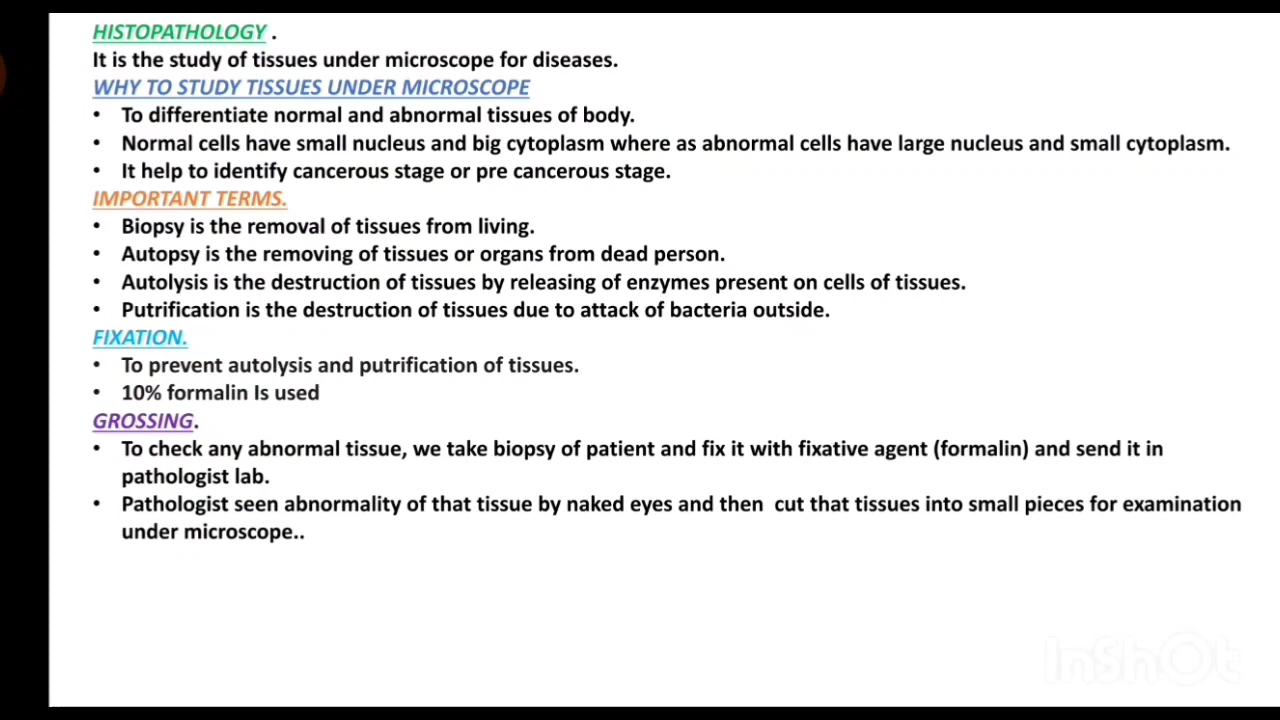 HISTOPATHOLOGY .
It is the study of tissues under microscope for diseases.
WHY TO STUDY TISSUES UNDER MICROSCOPE
• To differentiate normal and abnormal tissues of body.
• Normal cells have small nucleus and big cytoplasm where as abnormal cells have large nucleus and small cytoplasm.
• It help to identify cancerous stage or pre cancerous stage.
IMPORTANT TERMS.
• Biopsy is the removal of tissues from living.
• Autopsy is the removing of tissues or organs from dead person.
• Autolysis is the destruction of tissues by releasing of enzymes present on cells of tissues.
• Putrification is the destruction of tissues due to attack of bacteria outside.
FIXATION.
• To prevent autolysis and putrification of tissues.
• 10% formalin Is used
GROSSING.
• To check any abnormal tissue, we take biopsy of patient and fix it with fixative agent (formalin) and send it in
pathologist lab.
• Pathologist seen abnormality of that tissue by naked eyes and then  cut that tissues into small pieces for examination
under microscope..
InShOt